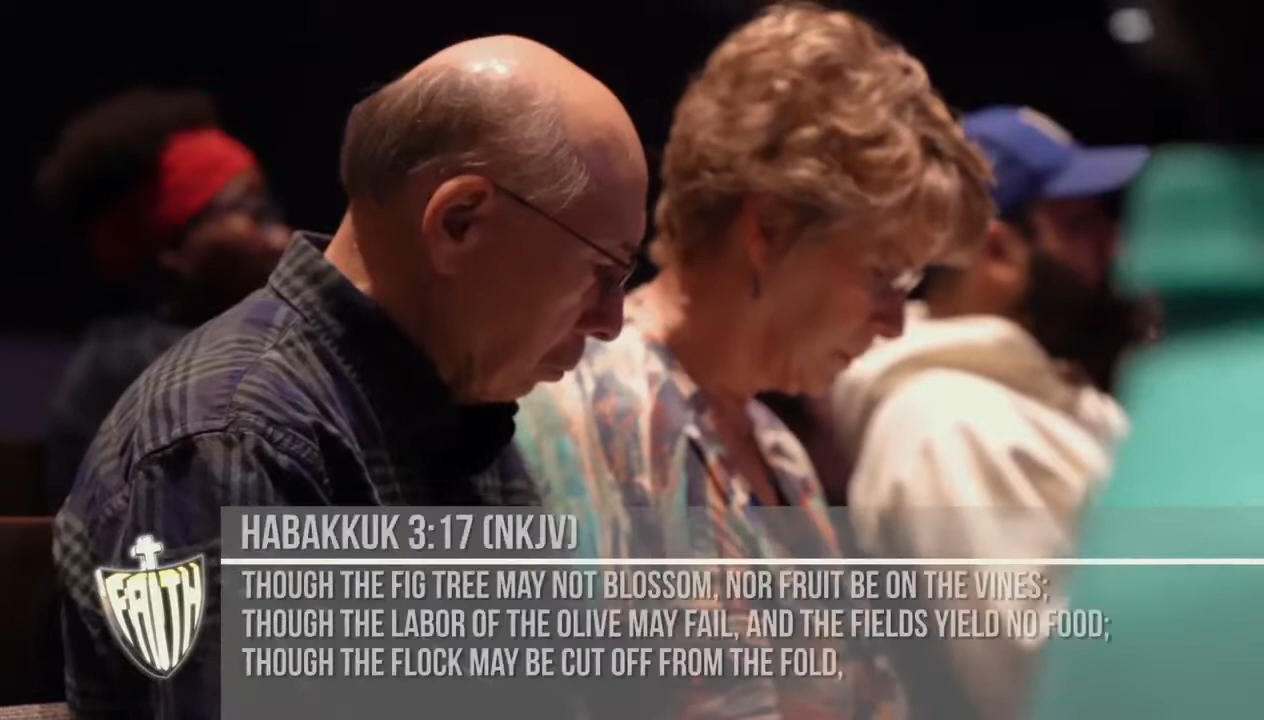 HABAKKUK 3:17 (NKJV)
THOUGH THE FIG TREE MAY NOT BLOSSOM, NOR FRUIT BE ON THE VINES;
THOUGH THE LABOR OF THE OLIVE MAY FAIL, AND THE FIELDS YIELD NO FOOD;
FAITH
THOUGH THE FLOCK MAY BE CUT OFF FROM THE FOLD,